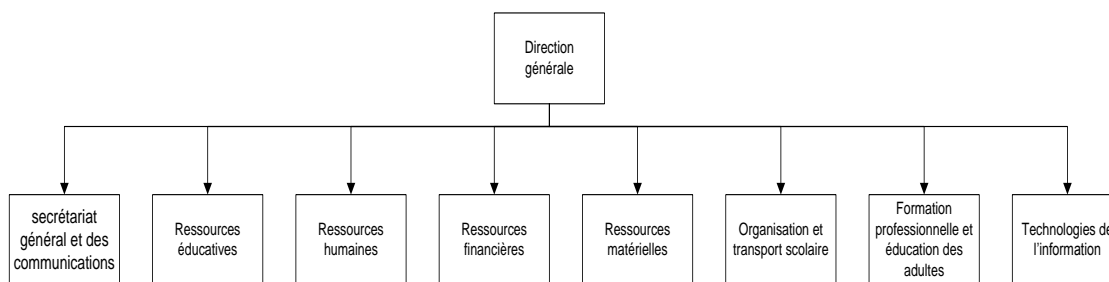 Direction
générale
secrétariat
général et des
communications
Ressources
éducatives
Ressources
humaines
Ressources
financières
Ressources
matérielles
Organisation et
transport scolaire
Formation
professionnelle et
éducation des
adultes
Technologies de
l’information